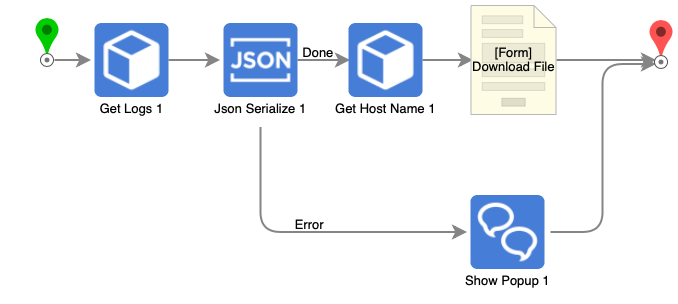 JSON
Done
[Form]
Download File
Get Logs 1
Json Serialize 1
Get Host Name 1
Error
Show Popup 1